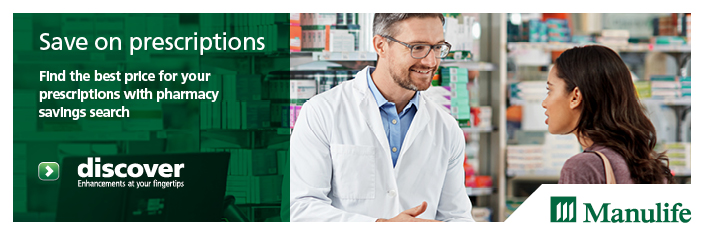 Save on prescriptions
Find the best price for your
prescriptions with pharmacy
savings search
discover
Enhancements at your fingertips
Manulife